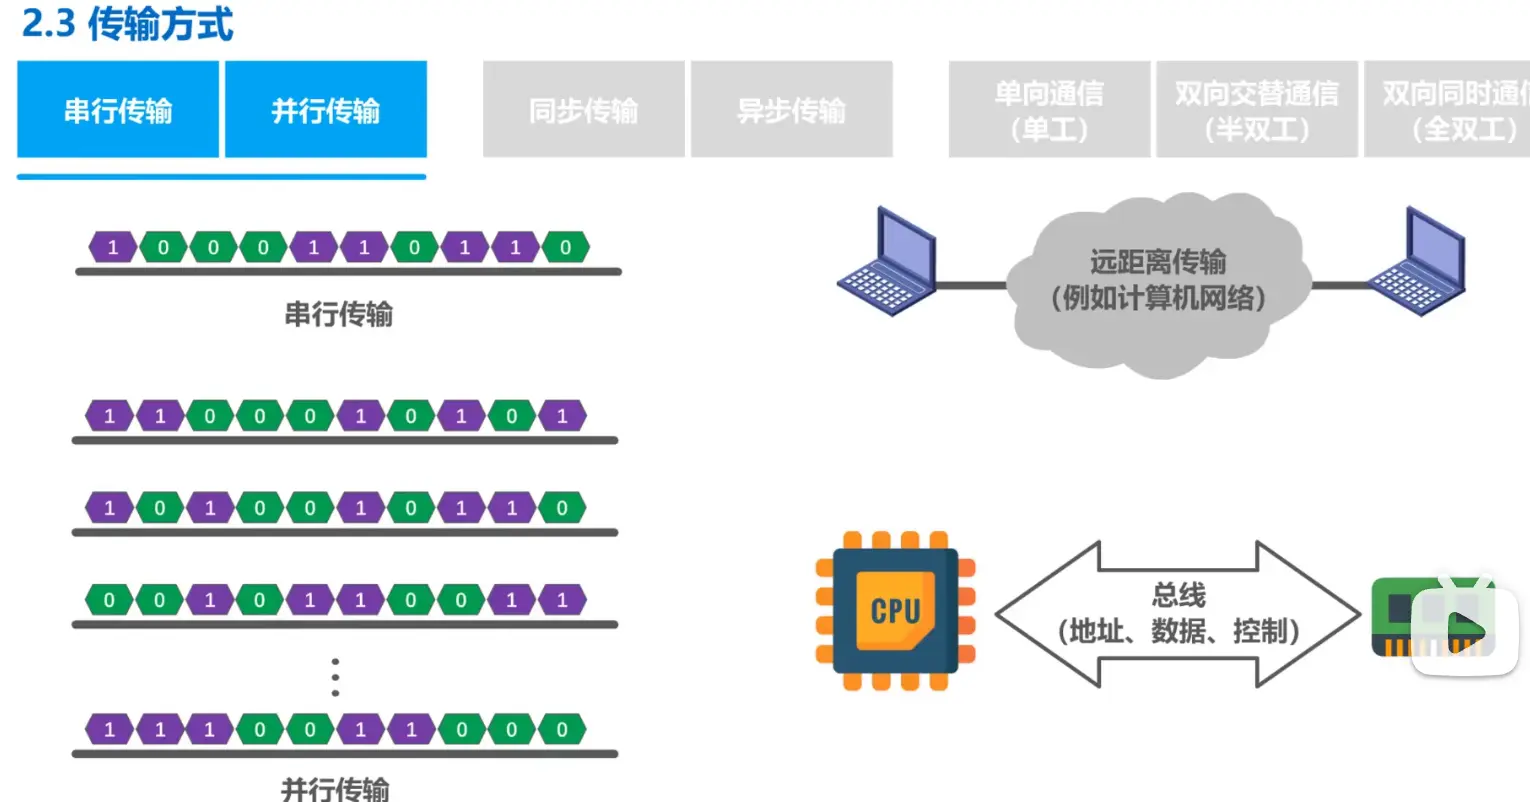 2.3 传输方式
串行传输
并行传输
同步传输
异步传输
单向通信
（单工）
双向交替通信
（半双工）
双向同时通信
（全双工）
1 0 0 0 1 1 0 1 1 0
串行传输
远距离传输
（例如计算机网络）
1 1 0 0 0 1 0 1 0 1
1 0 1 0 0 1 0 1 1 0
0 0 1 0 1 1 0 0 1 1
1 1 1 0 0 1 1 0 0 0
并行传输
CPU
总线
（地址、数据、控制）